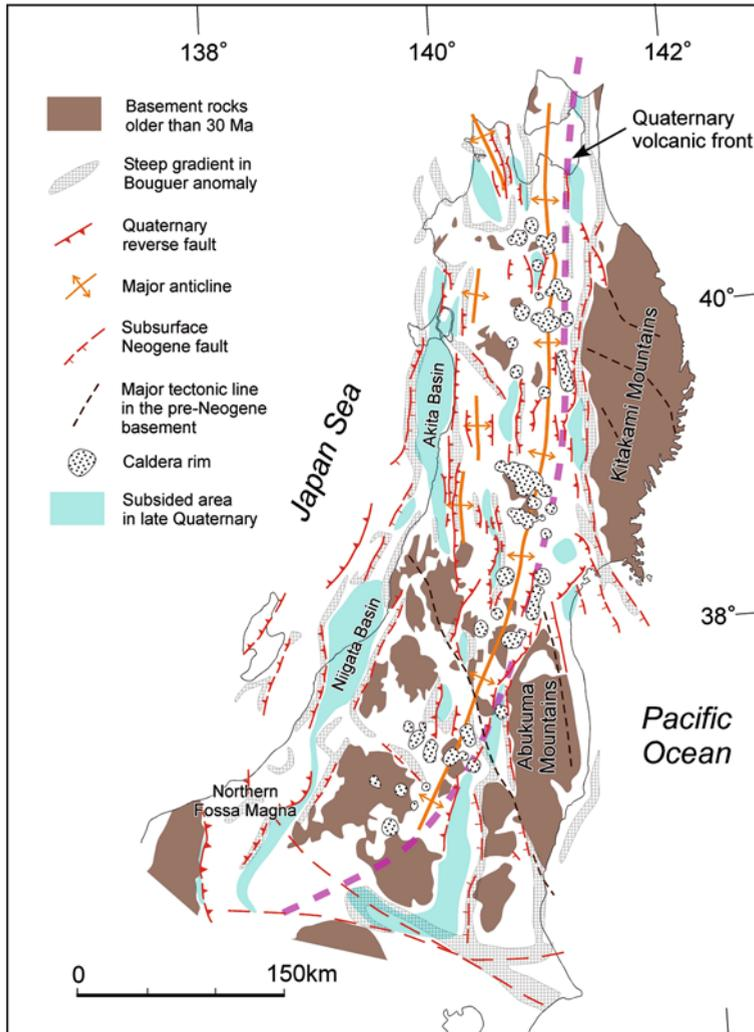 138°
140°
142°
Basement rocks
older than 30 Ma
Steep gradient in
Bouguer anomaly
Quaternary
reverse fault
Major anticline
Subsurface
Neogene fault
Major tectonic line
in the pre-Neogene
basement
Caldera rim
Subsided area
in late Quaternary
Quaternary
volcanic front
40°
Kitakami Mountains
Akita Basin
Japan Sea
38°
Niigata Basin
Abukuma
Mountains
Pacific
Ocean
Northern
Fossa Magha
0
150km